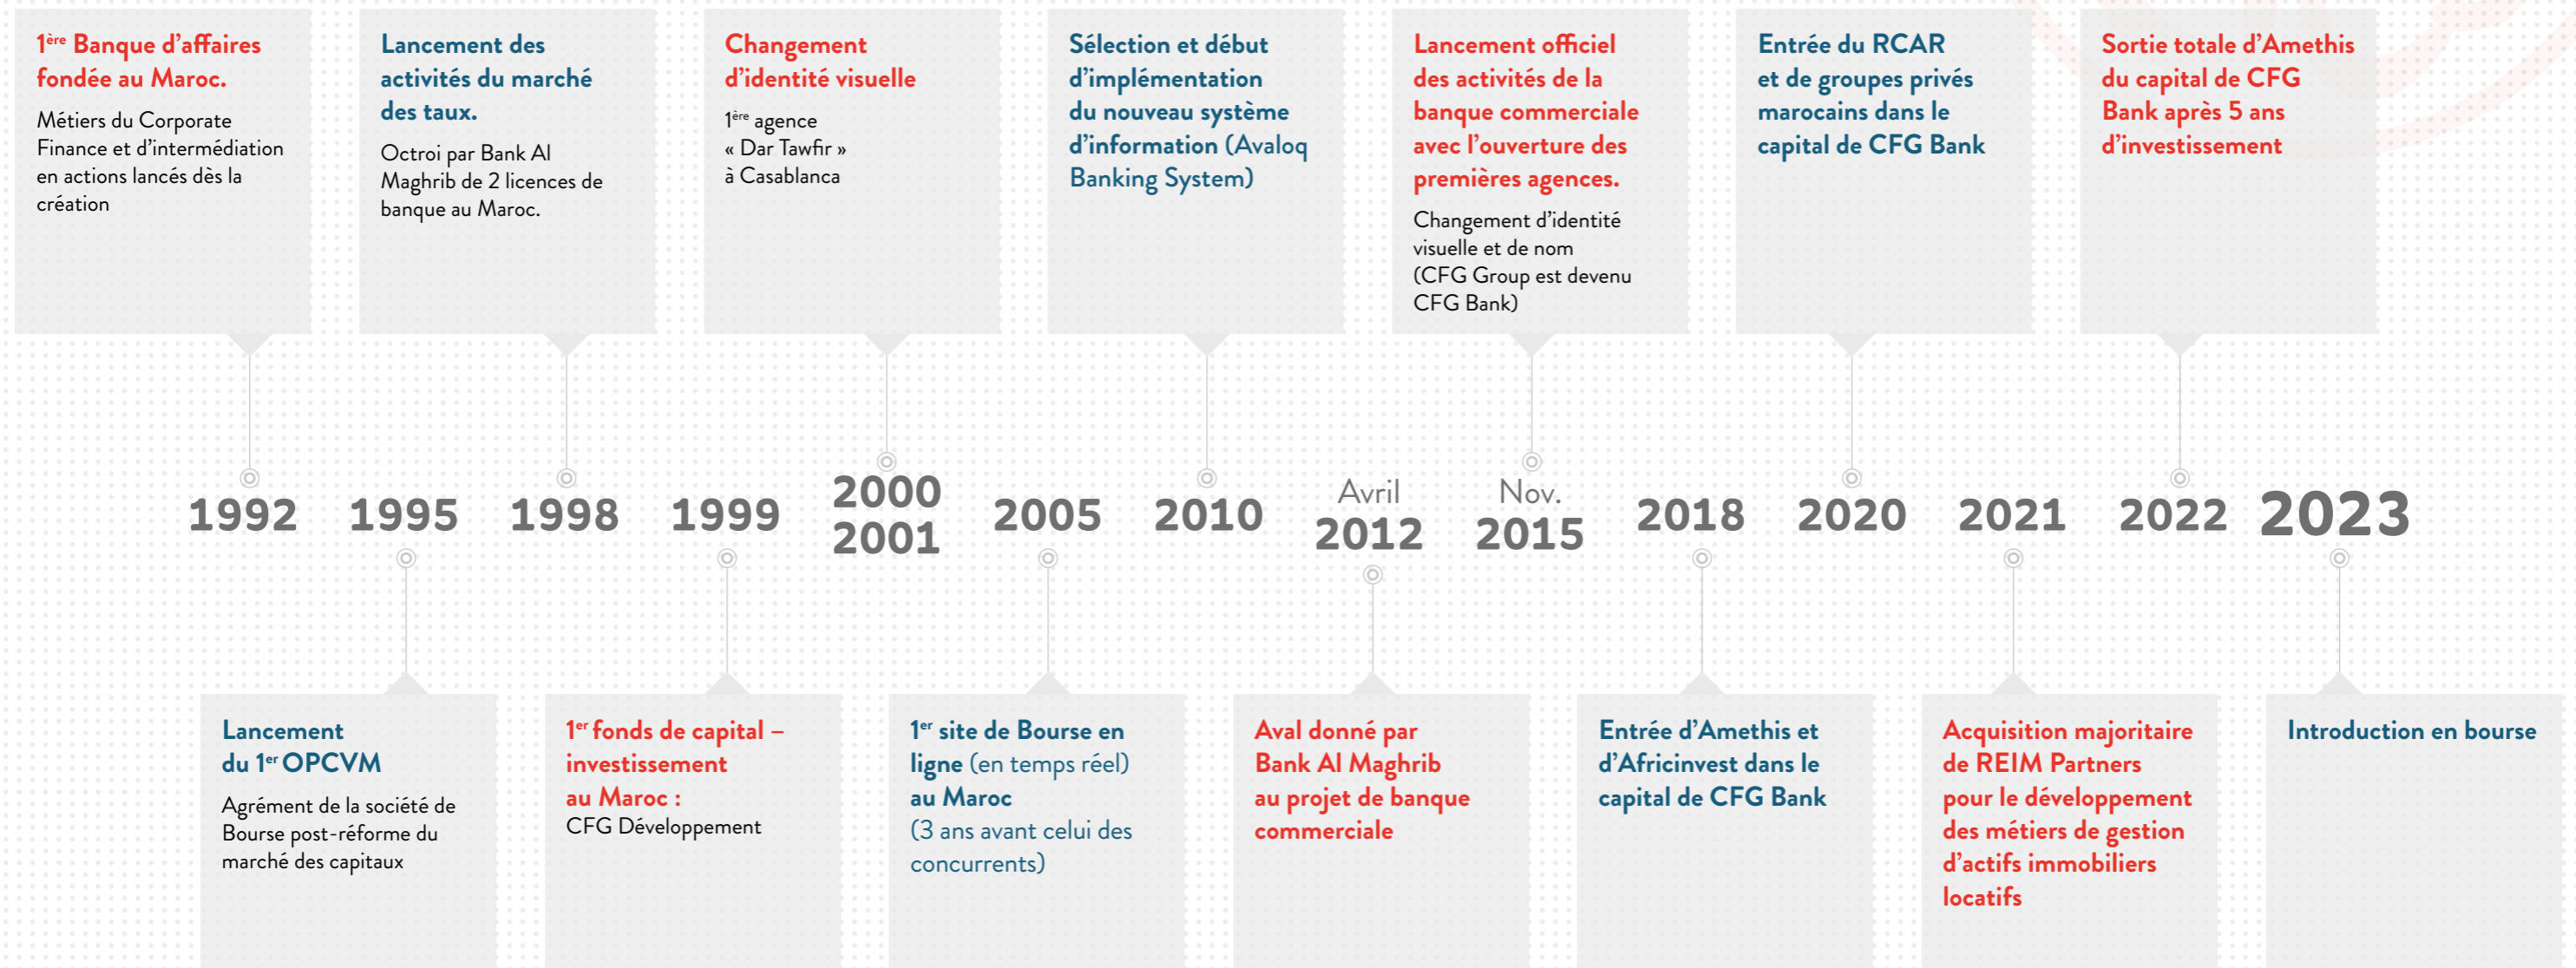 1ère Banque d'affaires
fondée au Maroc.
Métiers du Corporate
Finance et d'intermédiation
en actions lancés dès la
création
Lancement des
activités du marché
des taux.
Octroi par Bank Al
Maghrib de 2 licences de
banque au Maroc.
Changement
d'identité visuelle
1ère agence
« Dar Tawfir »
à Casablanca
Sélection et début
d'implémentation
du nouveau système
d'information (Avaloq
Banking System)
Lancement officiel
des activités de la
banque commerciale
avec l'ouverture des
premières agences.
Changement d'identité
visuelle et de nom
(CFG Group est devenu
CFG Bank)
Entrée du RCAR
et de groupes privés
marocains dans le
capital de CFG Bank
Sortie totale d'Amethis
du capital de CFG
Bank après 5 ans
d'investissement
1992
1995
1998
1999
2000
2001
2005
2010
Avril
2012
Nov.
2015
2018
2020
2021
2022
2023
Lancement
du 1er OPCVM
Agrément de la société de
Bourse post-réforme du
marché des capitaux
1er fonds de capital –
investissement
au Maroc :
CFG Développement
1er site de Bourse en
ligne (en temps réel)
au Maroc
(3 ans avant celui des
concurrents)
Aval donné par
Bank Al Maghrib
au projet de banque
commerciale
Entrée d'Amethis et
d'Africinvest dans le
capital de CFG Bank
Acquisition majoritaire
de REIM Partners
pour le développement
des métiers de gestion
d'actifs immobiliers
locatifs
Introduction en bourse